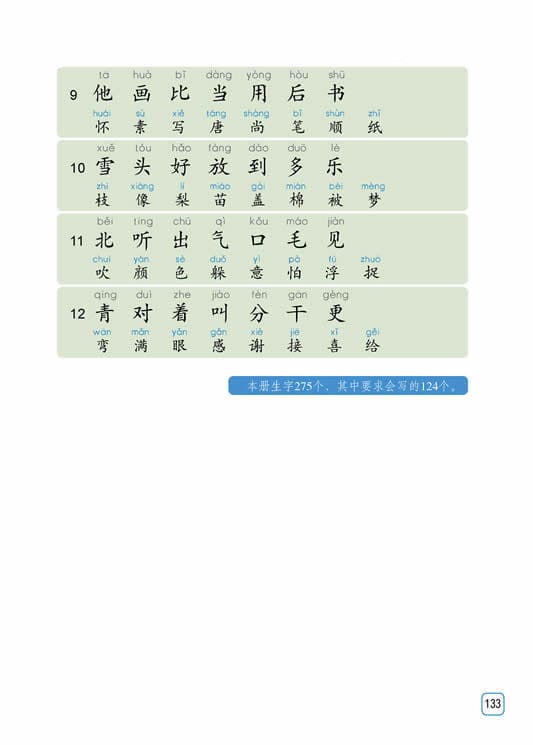 tā huà bǐ dāng yòng hòu shū
9 他 画 比 当 用 后 书
huái sù xiě táng shàng bǐ shùn zhǐ
怀 素 写 唐 尚 笔 顺 纸
xuě tóu hǎo fàng dào duō lè
10 雪 头 好 放 到 多 乐
zhī xiàng lí miáo gài mián bèi mèng
枝 像 梨 苗 盖 棉 被 梦
běi tīng chū qì kǒu máo jiàn
11 北 听 出 气 口 毛 见
chuī yán sè duǒ yì pà fú zhuō
吹 颜 色 躲 意 怕 浮 捉
qīng duì zhe jiào fēn gàn gèng
12 青 对 着 叫 分 干 更
wān mǎn yǎn gǎn xiè jiē xǐ gěi
弯 满 眼 感 谢 接 喜 给
本册生字275个，其中要求会写的124个。
133